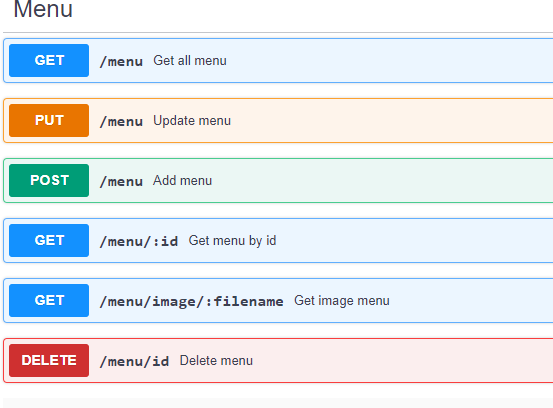 Menu
GET /menu Get all menu
PUT /menu Update menu
POST /menu Add menu
GET /menu/:id Get menu by id
GET /menu/image/:filename Get image menu
DELETE /menu/id Delete menu